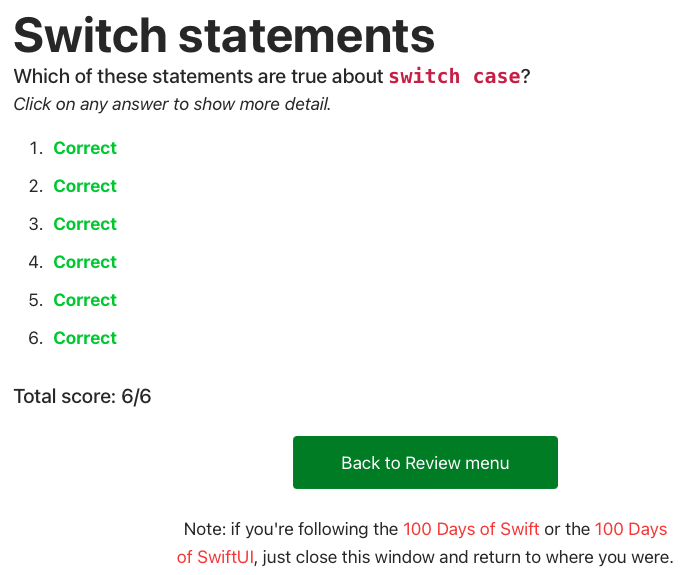 Switch statements
Which of these statements are true about switch case?
Click on any answer to show more detail.
1. Correct
2. Correct
3. Correct
4. Correct
5. Correct
6. Correct
Total score: 6/6
Back to Review menu
Note: if you're following the 100 Days of Swift or the 100 Days
of SwiftUI, just close this window and return to where you were.